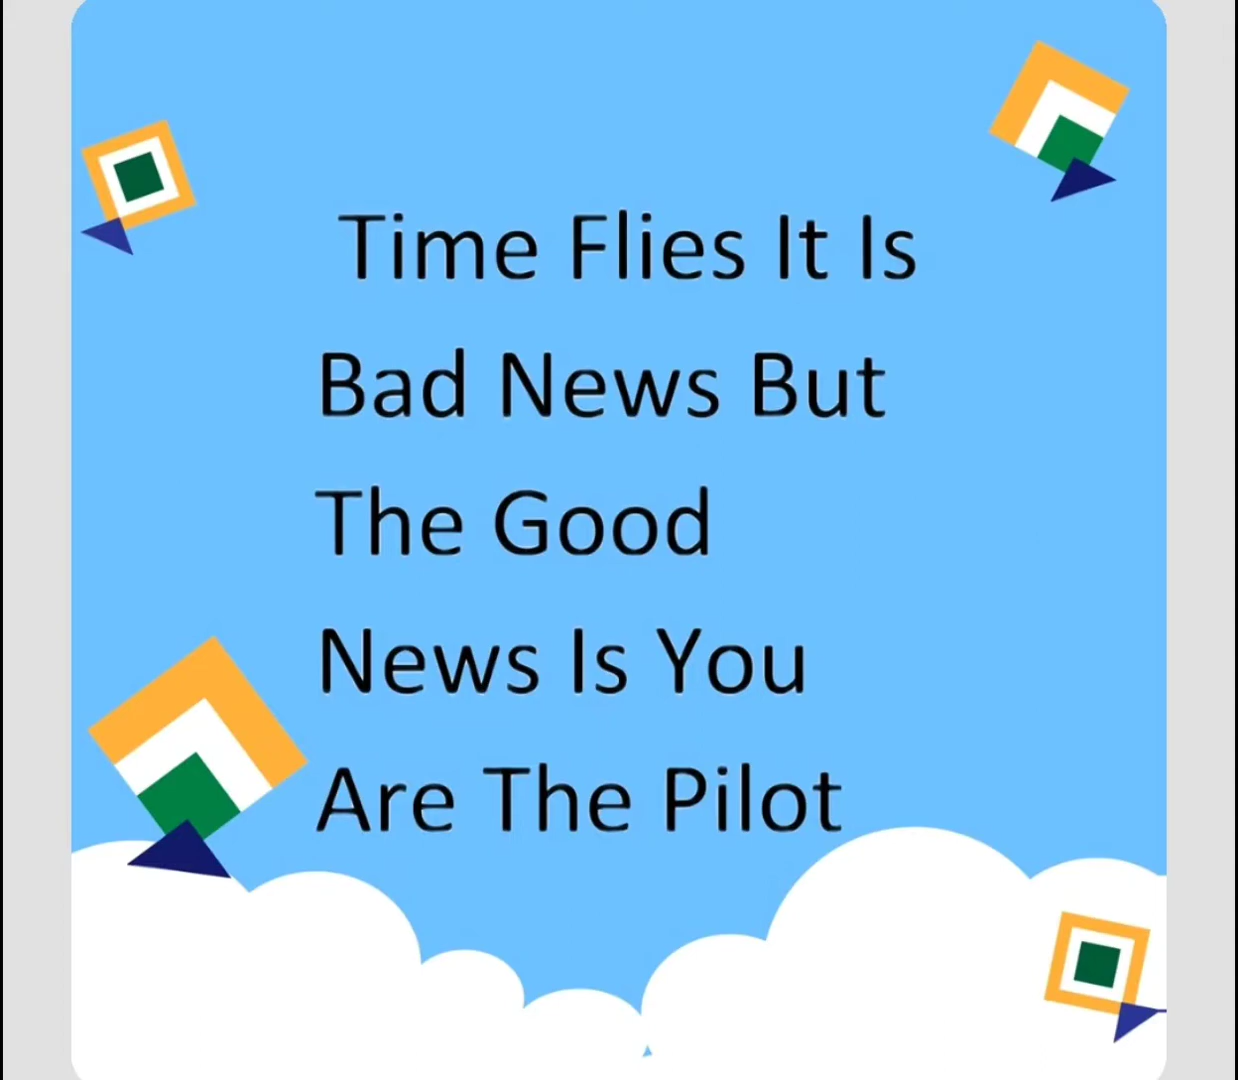 Time Flies It Is
Bad News But
The Good
News Is You
Are The Pilot